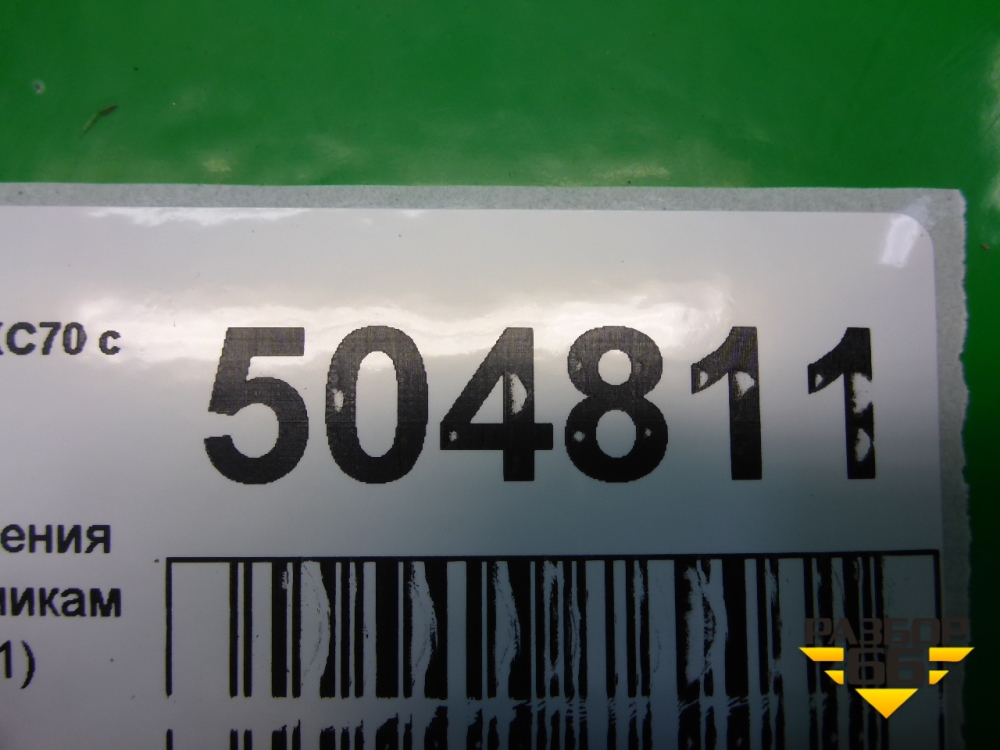 XC70 с
504811
ения
никам
1)
РАЗБОР
66